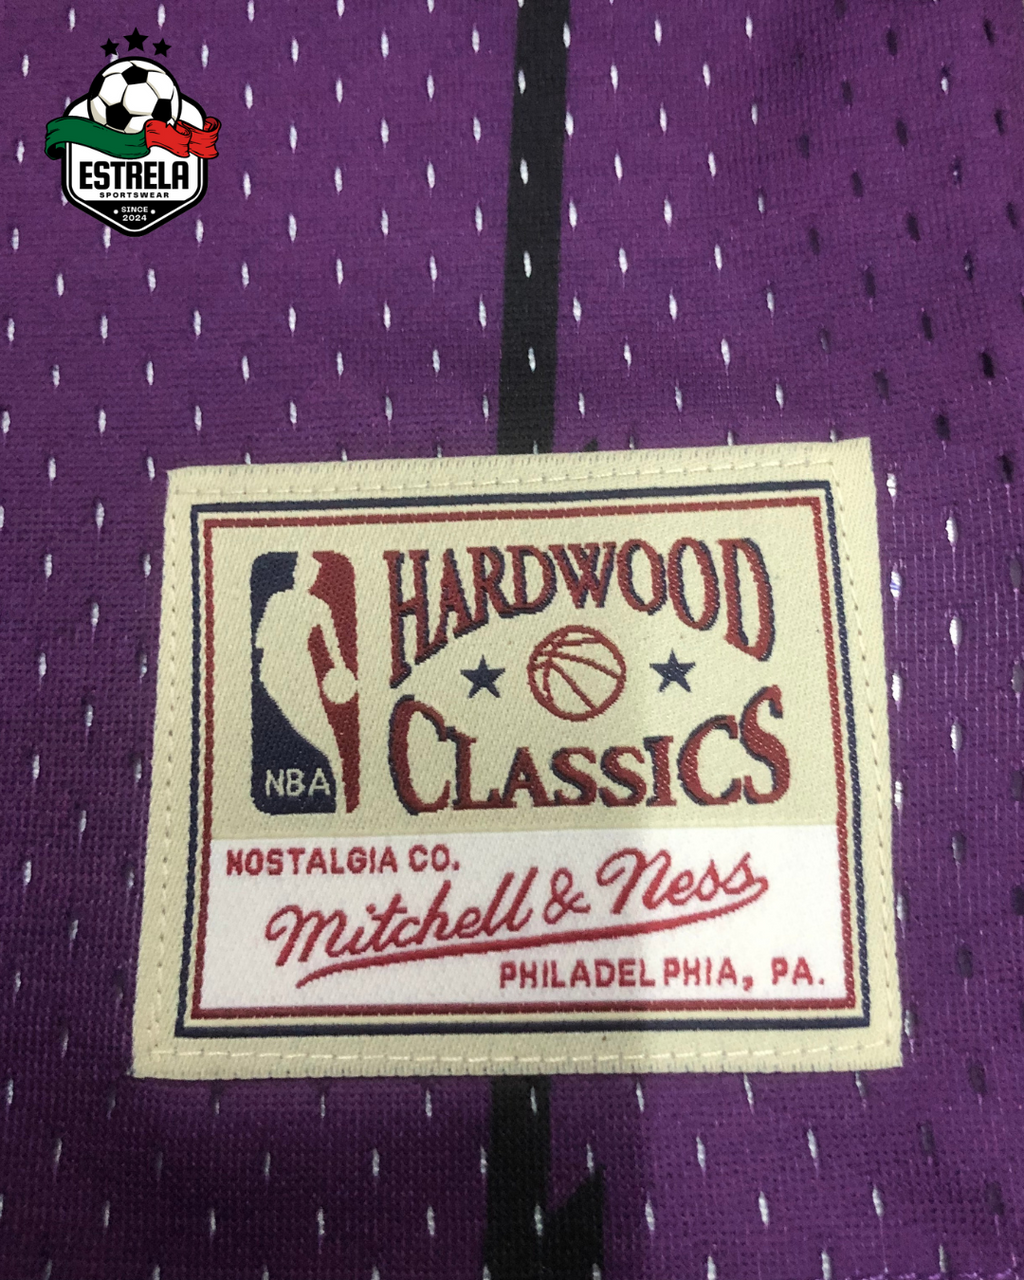 ESTRELA
SPORTSWEAR
SINCE
2024
HARDWOOD
CLASSICS
NBA
NOSTALGIA CO.
Mitchell & Ness
PHILADELPHIA, PA.